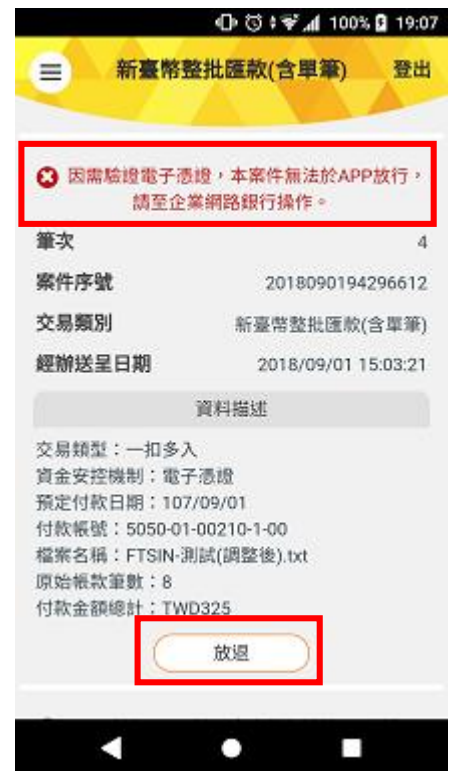 100% 19:07
新臺幣整批匯款(含單筆) 登出
因需驗證電子憑證，本案件無法於APP放行，
請至企業網路銀行操作。
筆次 4
案件序號 2018090194296612
交易類別 新臺幣整批匯款(含單筆)
經辦送呈日期 2018/09/01 15:03:21
資料描述
交易類型：一扣多入
資金安控機制：電子憑證
預定付款日期：107/09/01
付款帳號：5050-01-00210-1-00
檔案名稱：FTSIN-測試(調整後).txt
原始帳款筆數：8
付款金額總計：TWD325
放退